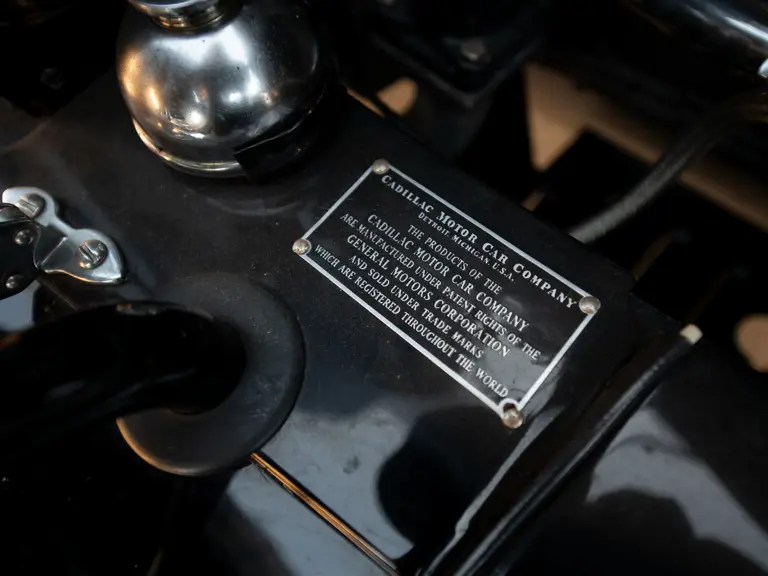 CADILLAC MOTOR CAR COMPANY
DETROIT, MICHIGAN, U.S.A.
THE PRODUCTS OF THE
CADILLAC MOTOR CAR COMPANY
ARE MANUFACTURED UNDER PATENT RIGHTS OF THE
GENERAL MOTORS CORPORATION
AND SOLD UNDER TRADE MARKS
WHICH ARE REGISTERED THROUGHOUT THE WORLD